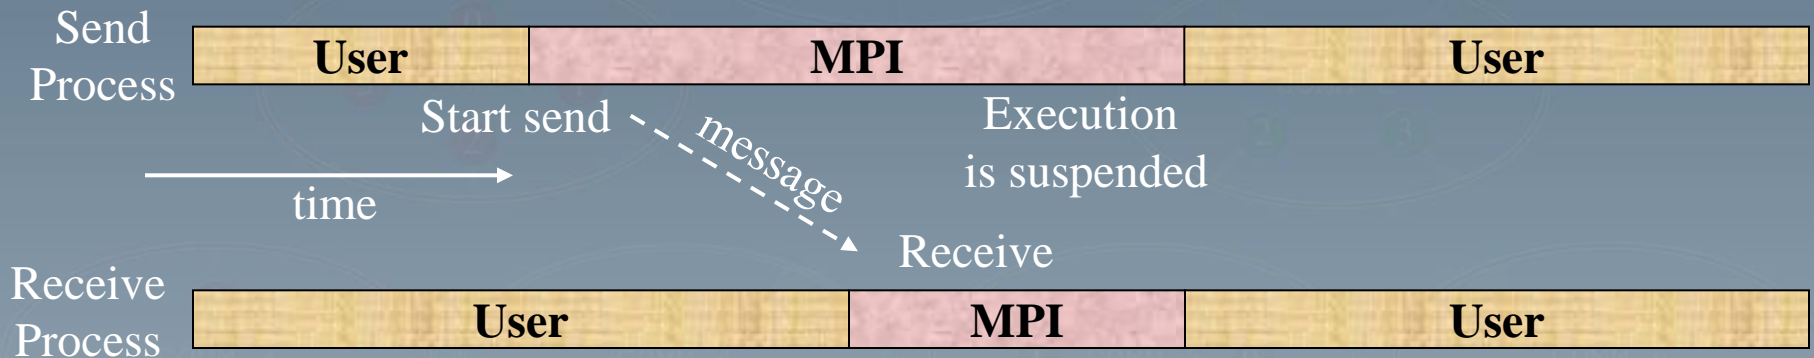 Send
Process
User
MPI
User
Start send
message
Execution
is suspended
time
Receive
Receive
Process
User
MPI
User